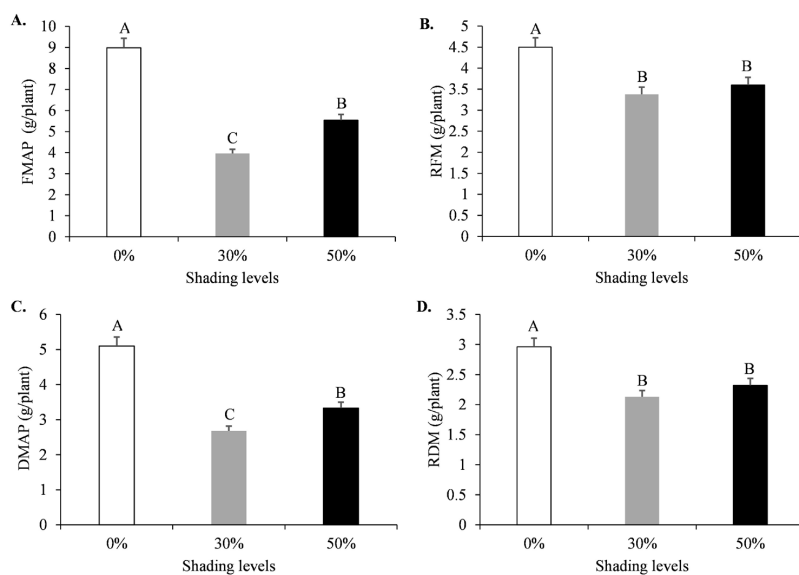 A.
FMAP (g/plant)
10
9
8
7
6
5
4
3
2
1
0
A
C
B
0% 30% 50%
Shading levels
B.
RFM (g/plant)
5
4.5
4
3.5
3
2.5
2
1.5
1
0.5
0
A
B
B
0% 30% 50%
Shading levels
C.
DMAP (g/plant)
6
5
4
3
2
1
0
A
C
B
0% 30% 50%
Shading levels
D.
RDM (g/plant)
3.5
3
2.5
2
1.5
1
0.5
0
A
B
B
0% 30% 50%
Shading levels